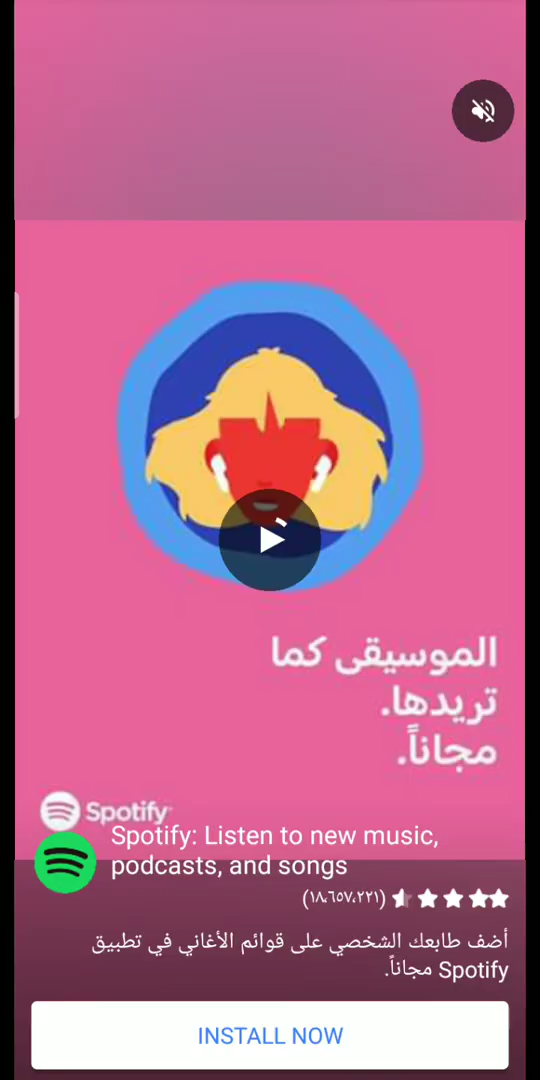 الموسيقى كما
تريدها.
مجاناً.
Spotify
Spotify: Listen to new music,
podcasts, and songs
(١٨،٦٥٧،٢٢١)
أضف طابعك الشخصي على قوائم الأغاني في تطبيق
Spotify مجاناً.
INSTALL NOW